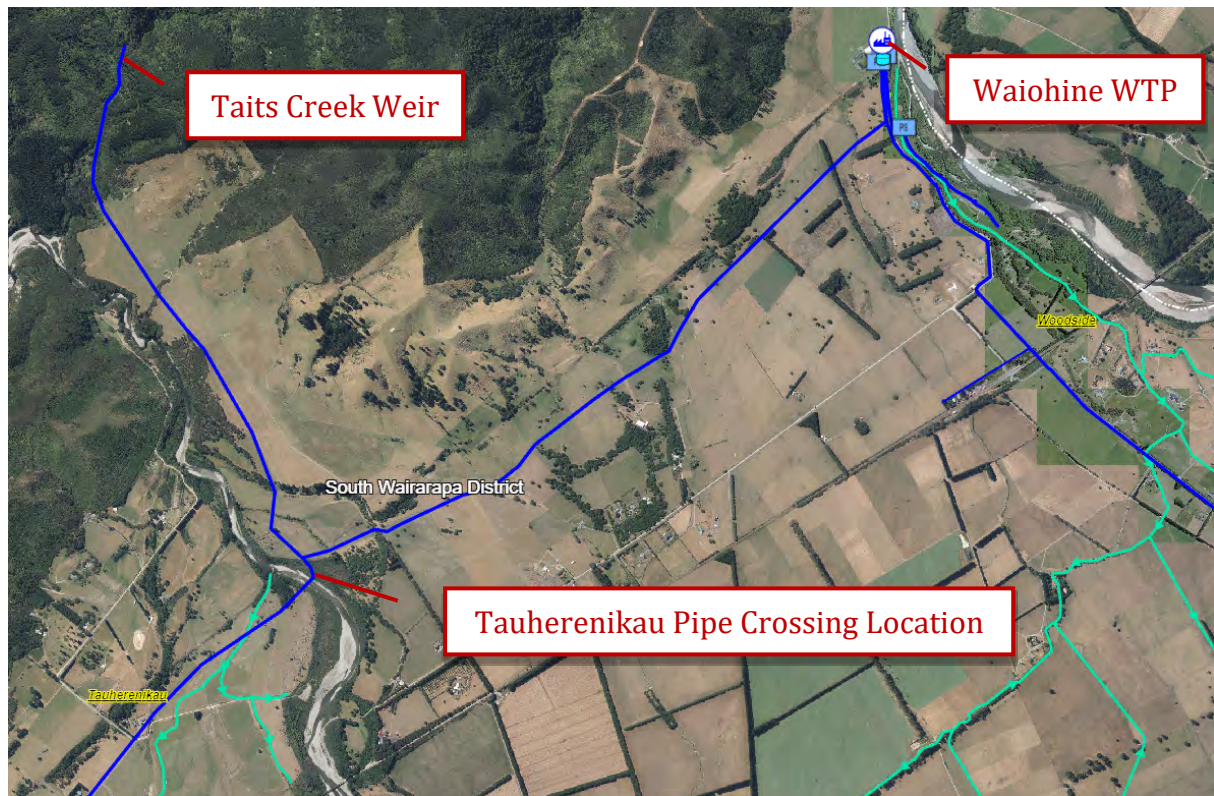 Taits Creek Weir
Waiohine WTP
PS
Woodside
South Wairarapa District
Tauherenikau Pipe Crossing Location
Tauherenikau